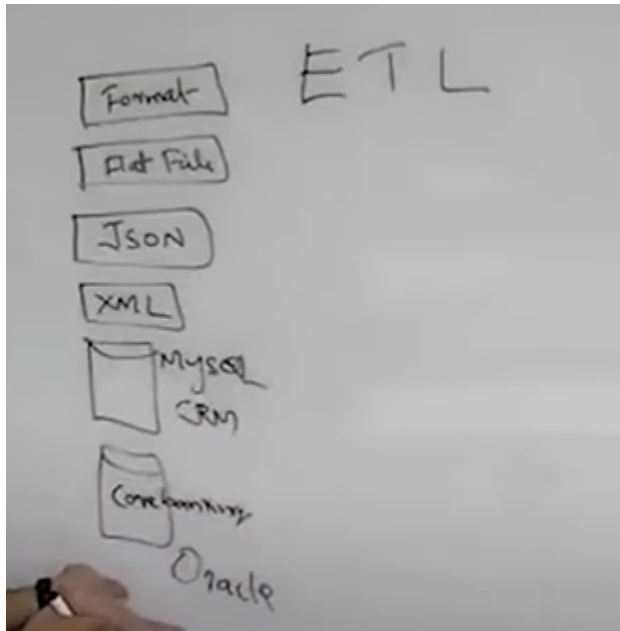 ETL
Format
Flat File
JSON
XML
MySQL
CRM
Corebanking
Oracle